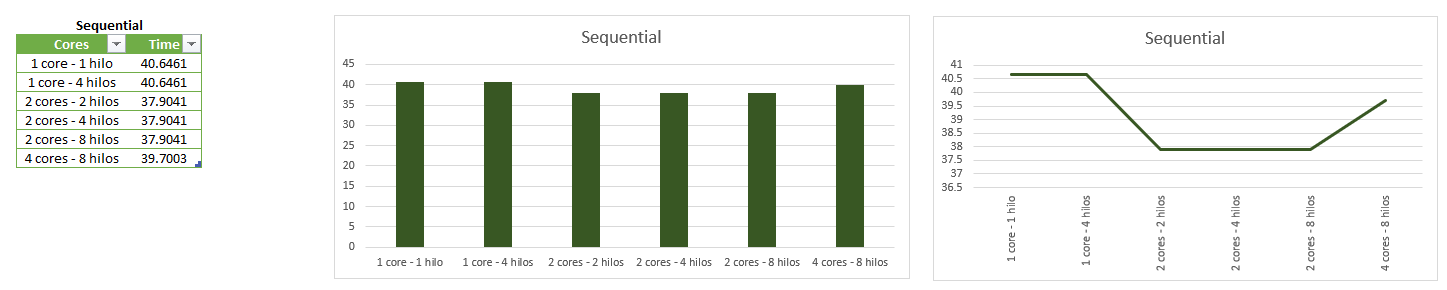 Sequential
Cores Time
1 core - 1 hilo 40.6461
1 core - 4 hilos 40.6461
2 cores - 2 hilos 37.9041
2 cores - 4 hilos 37.9041
2 cores - 8 hilos 37.9041
4 cores - 8 hilos 39.7003
Sequential
45
40
35
30
25
20
15
10
5
0
1 core - 1 hilo 1 core - 4 hilos 2 cores - 2 hilos 2 cores - 4 hilos 2 cores - 8 hilos 4 cores - 8 hilos
Sequential
41
40.5
40
39.5
39
38.5
38
37.5
37
36.5
1 core - 1 hilo
1 core - 4 hilos
2 cores - 2 hilos
2 cores - 4 hilos
2 cores - 8 hilos
4 cores - 8 hilos